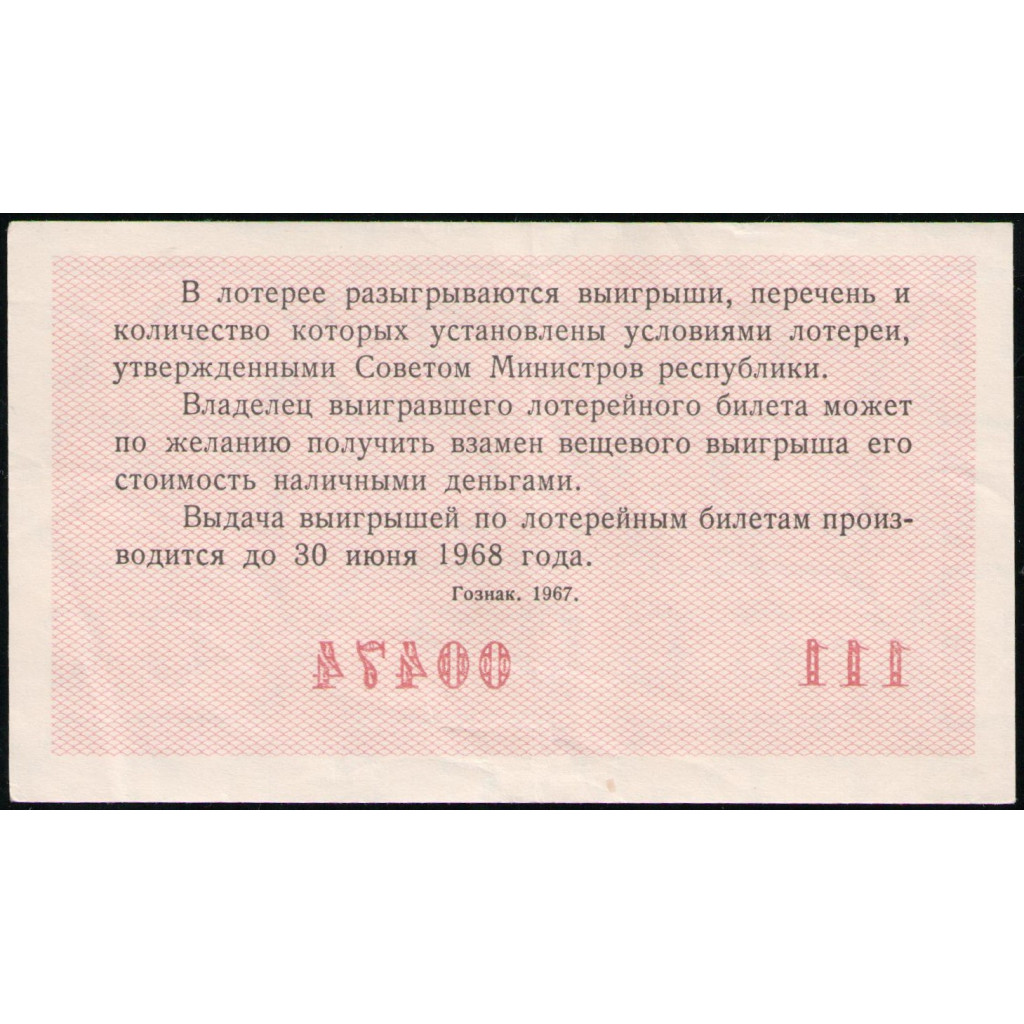 В лотерее разыгрываются выигрыши, перечень и
количество которых установлены условиями лотереи,
утвержденными Советом Министров республики.
Владелец выигравшего лотерейного билета может
по желанию получить взамен вещевого выигрыша его
стоимость наличными деньгами.
Выдача выигрышей по лотерейным билетам произ-
водится до 30 июня 1968 года.
Гознак. 1967.
00474 111